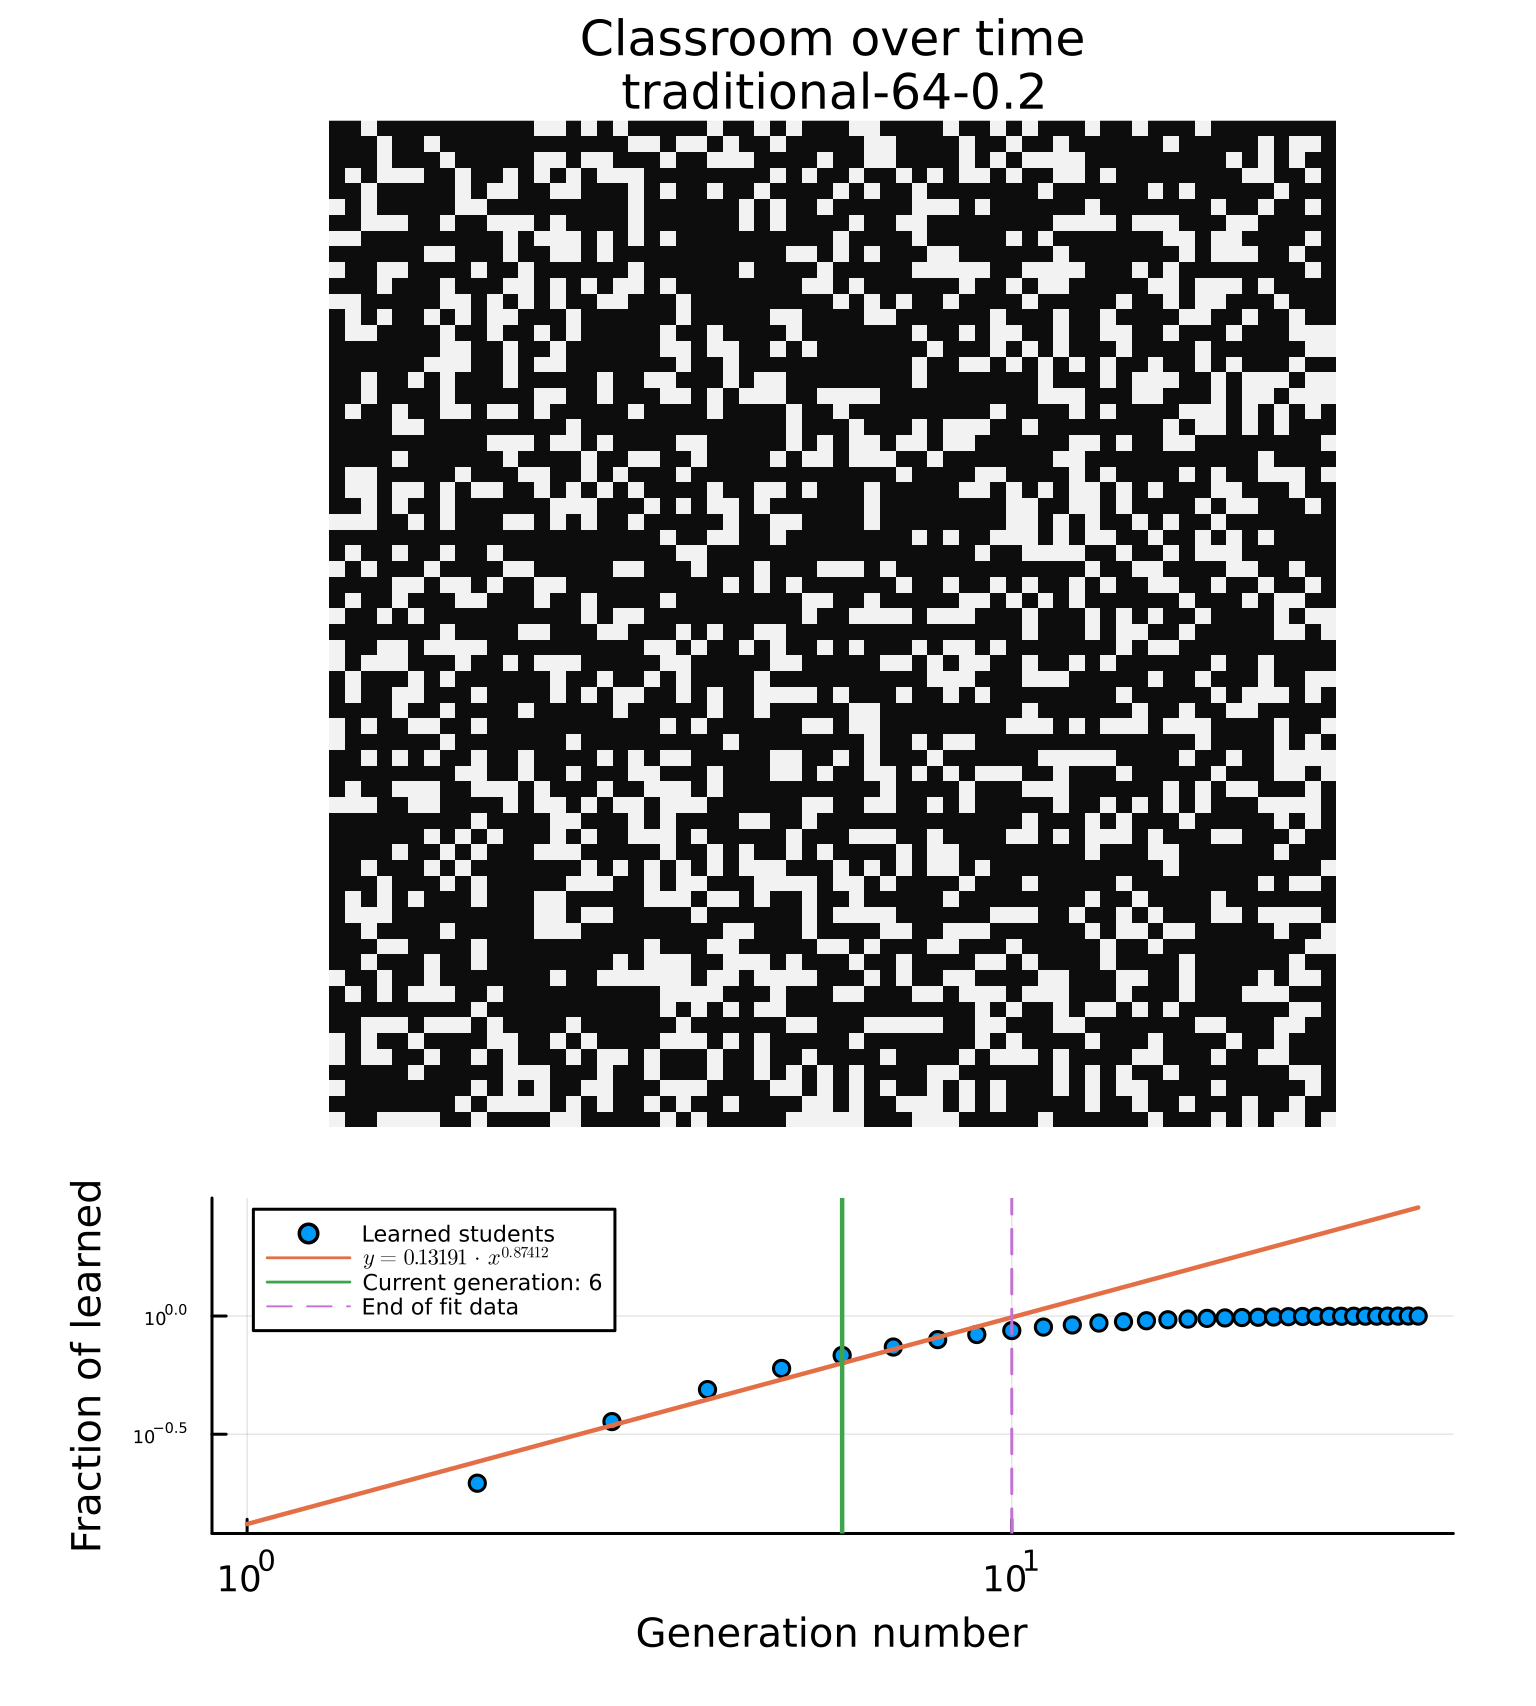 Classroom over time
traditional-64-0.2
Fraction of learned
Learned students
y = 0.13191 · x^0.87412
Current generation: 6
End of fit data
10^0.0
10^−0.5
10^0
10^1
Generation number